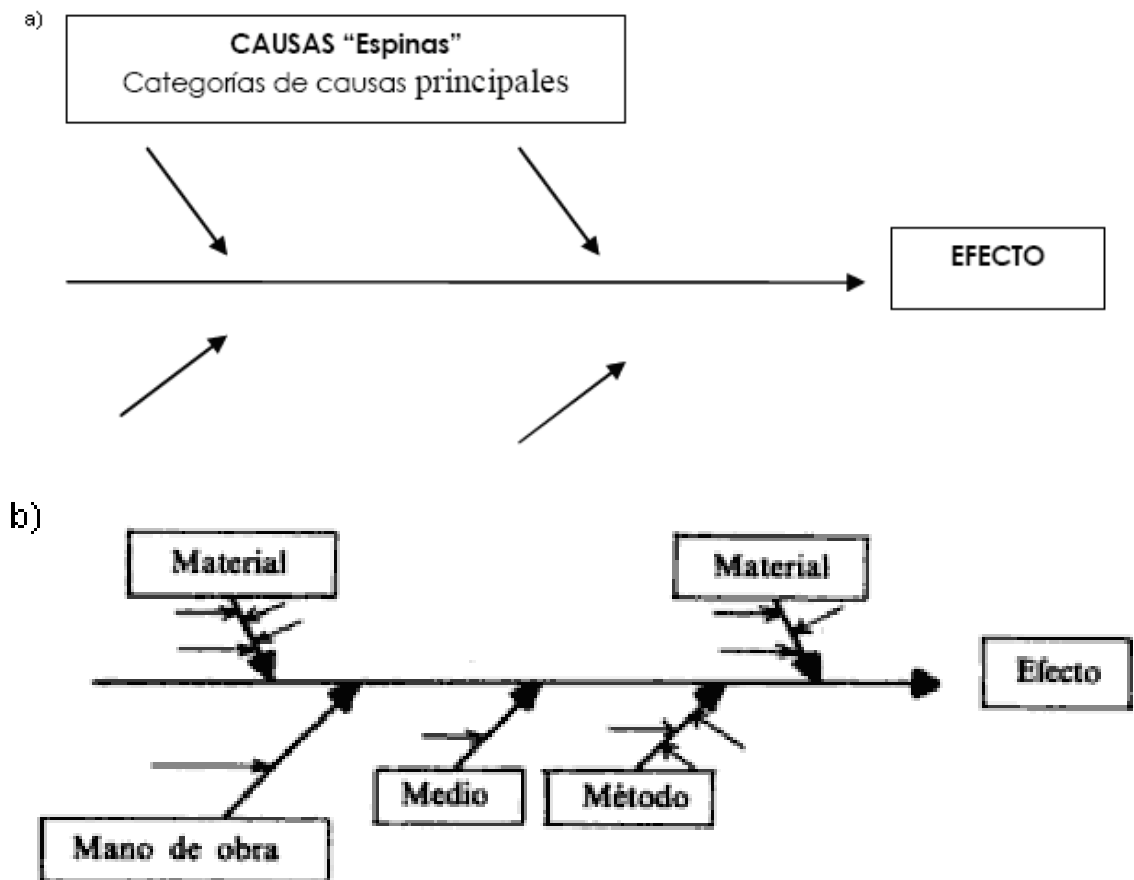 a)
CAUSAS “Espinas”
Categorías de causas principales
EFECTO
b)
Material
Material
Efecto
Medio
Método
Mano de obra